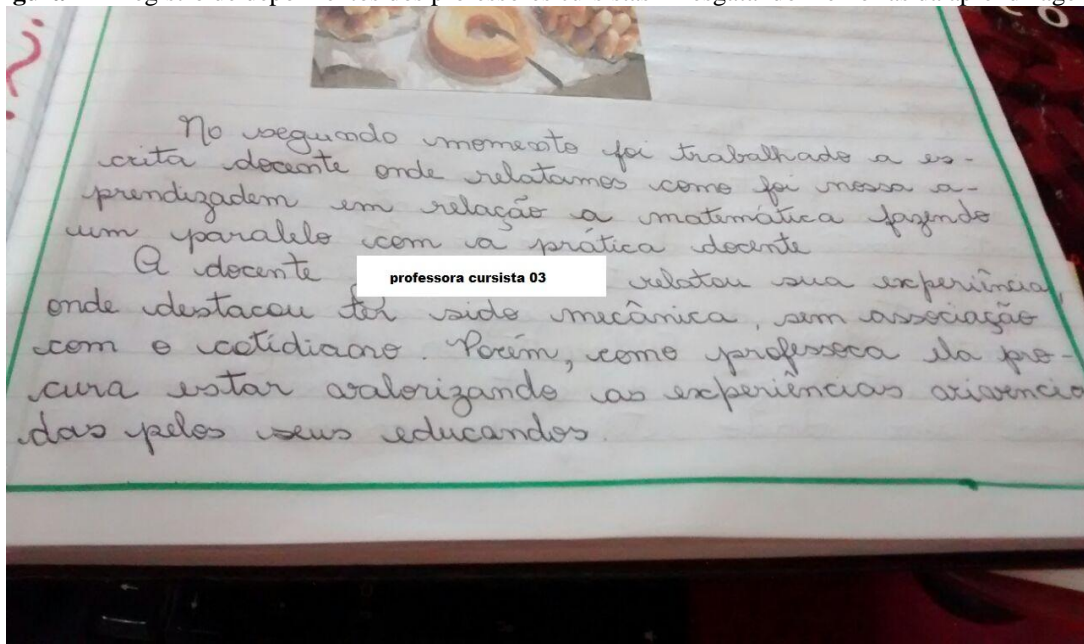 No segundo momento foi trabalhado a es-
crita docente onde relatamos como foi nossa a-
prendizadem em relação a matemática fazendo
um paralelo com a prática docente
A docente professora cursista 03 relatou sua experiência,
onde destacou ter sido mecânica, sem associação
com o cotidiano. Porém, como professora ela pro-
cura estar valorizando as experiências vivencia
das pelos seus educandos.